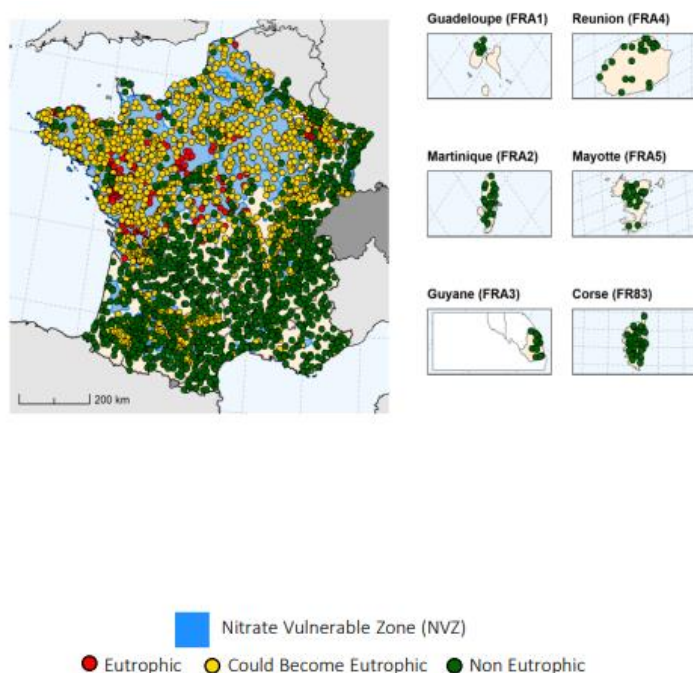 Guadeloupe (FRA1)
Reunion (FRA4)
Martinique (FRA2)
Mayotte (FRA5)
Guyane (FRA3)
Corse (FR83)
200 km
Nitrate Vulnerable Zone (NVZ)
Eutrophic
Could Become Eutrophic
Non Eutrophic